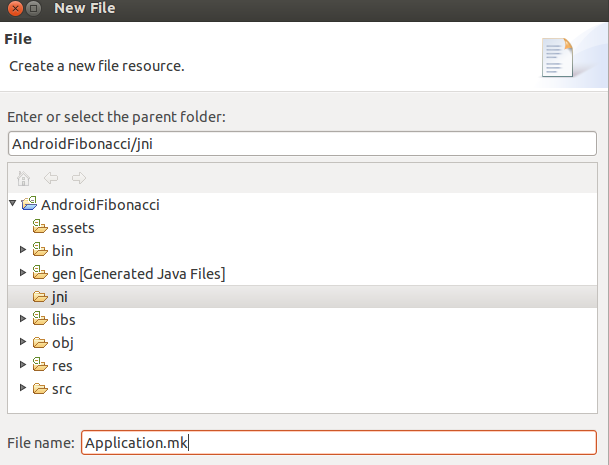 New File
File
Create a new file resource.
Enter or select the parent folder:
AndroidFibonacci/jni
AndroidFibonacci
assets
bin
gen [Generated Java Files]
jni
libs
obj
res
src
File name: Application.mk